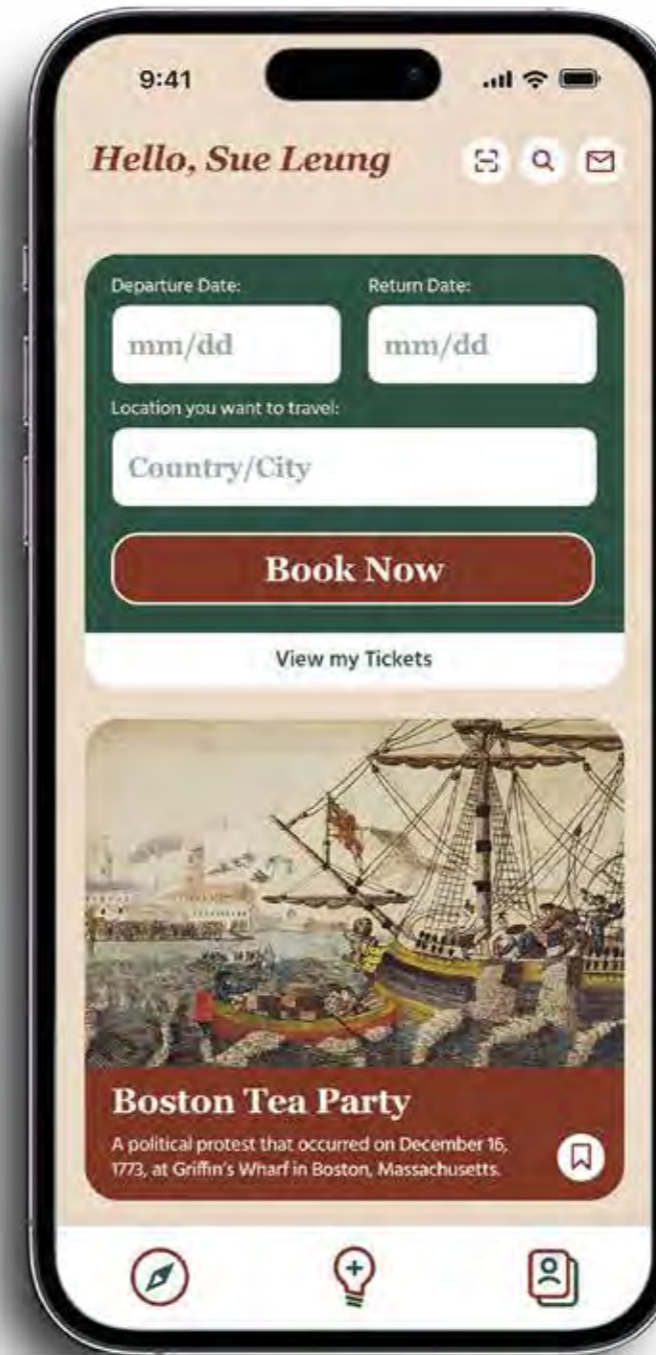 9:41
Hello, Sue Leung
Departure Date:
Return Date:
mm/dd
mm/dd
Location you want to travel:
Country/City
Book Now
View my Tickets
Boston Tea Party
A political protest that occurred on December 16,
1773, at Griffin's Wharf in Boston, Massachusetts.